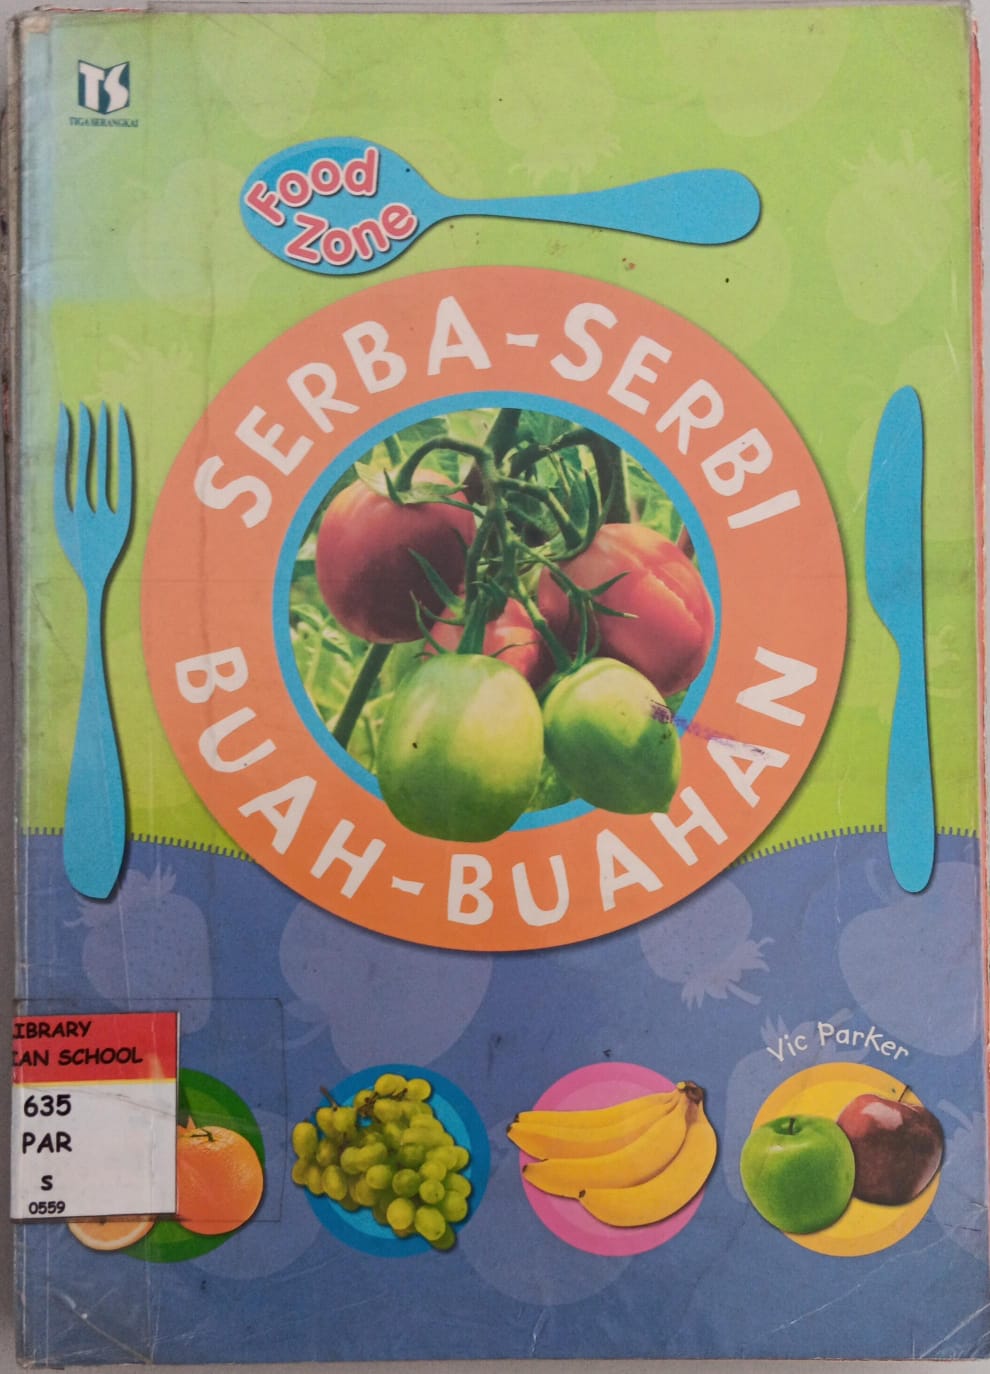 TS
TIGA SERANGKAI
Food
Zone
SERBA-SERBI
BUAH-BUAHAN
Vic Parker
IBRARY
IAN SCHOOL
635
PAR
S
0559